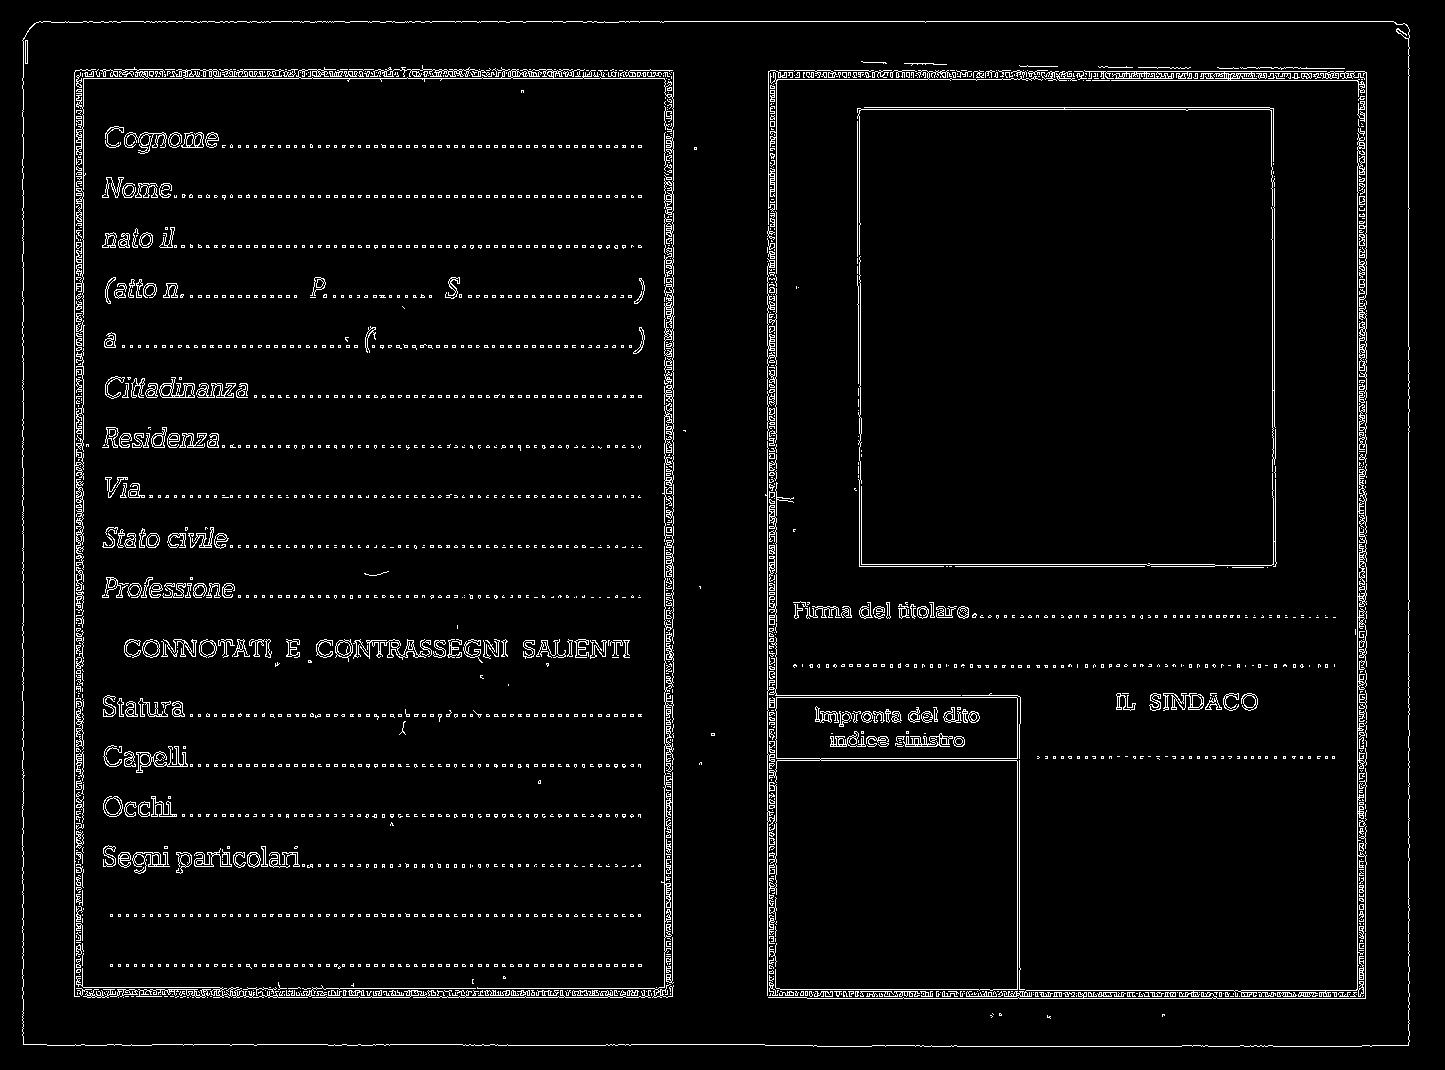 Cognome
Nome
nato il
(atto n. P. S. )
a ( )
Cittadinanza
Residenza
Via
Stato civile
Professione
CONNOTATI E CONTRASSEGNI SALIENTI
Statura
Capelli
Occhi
Segni particolari
Firma del titolare
IL SINDACO
Impronta del dito
indice sinistro